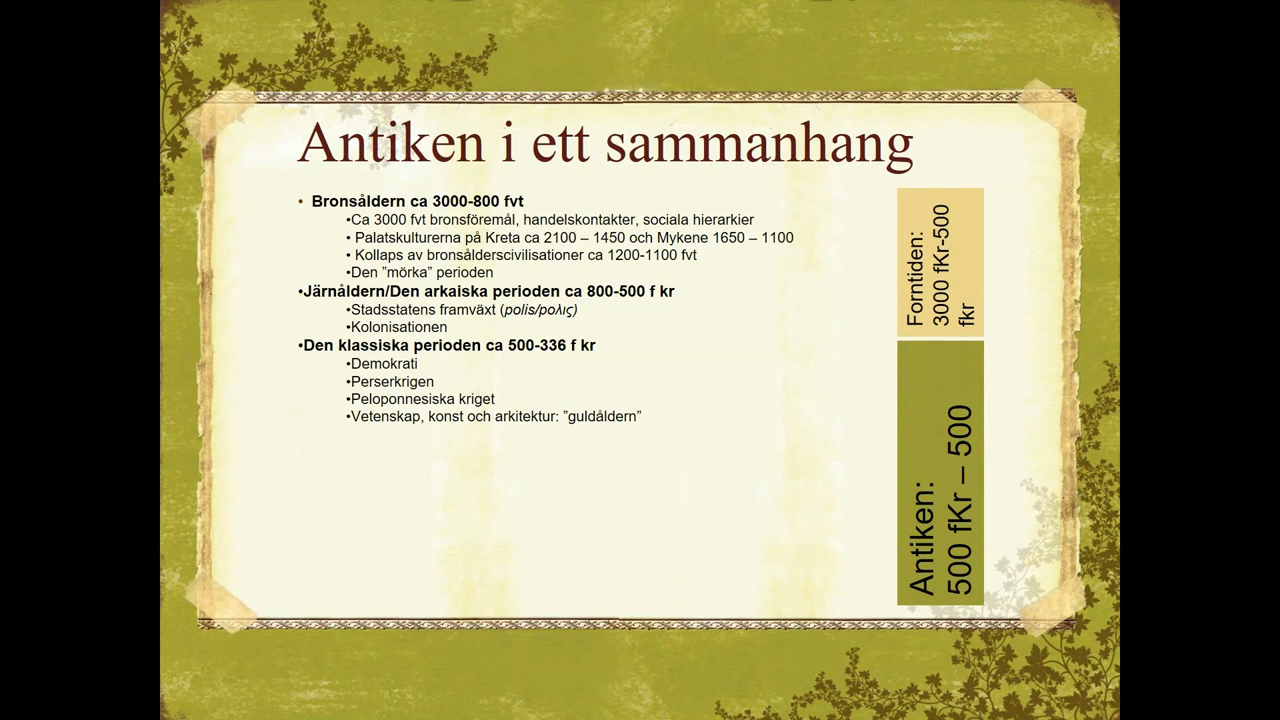 Antiken i ett sammanhang
• Bronsåldern ca 3000-800 fvt
•Ca 3000 fvt bronsföremål, handelskontakter, sociala hierarkier
• Palatskulturerna på Kreta ca 2100 – 1450 och Mykene 1650 – 1100
• Kollaps av bronsålderscivilisationer ca 1200-1100 fvt
•Den ”mörka” perioden
•Järnåldern/Den arkaiska perioden ca 800-500 f kr
•Stadsstatens framväxt (polis/ρολις)
•Kolonisationen
•Den klassiska perioden ca 500-336 f kr
•Demokrati
•Perserkrigen
•Peloponnesiska kriget
•Vetenskap, konst och arkitektur: ”guldåldern”
Forntiden:
3000 fKr-500
fkr
Antiken:
500 fKr – 500